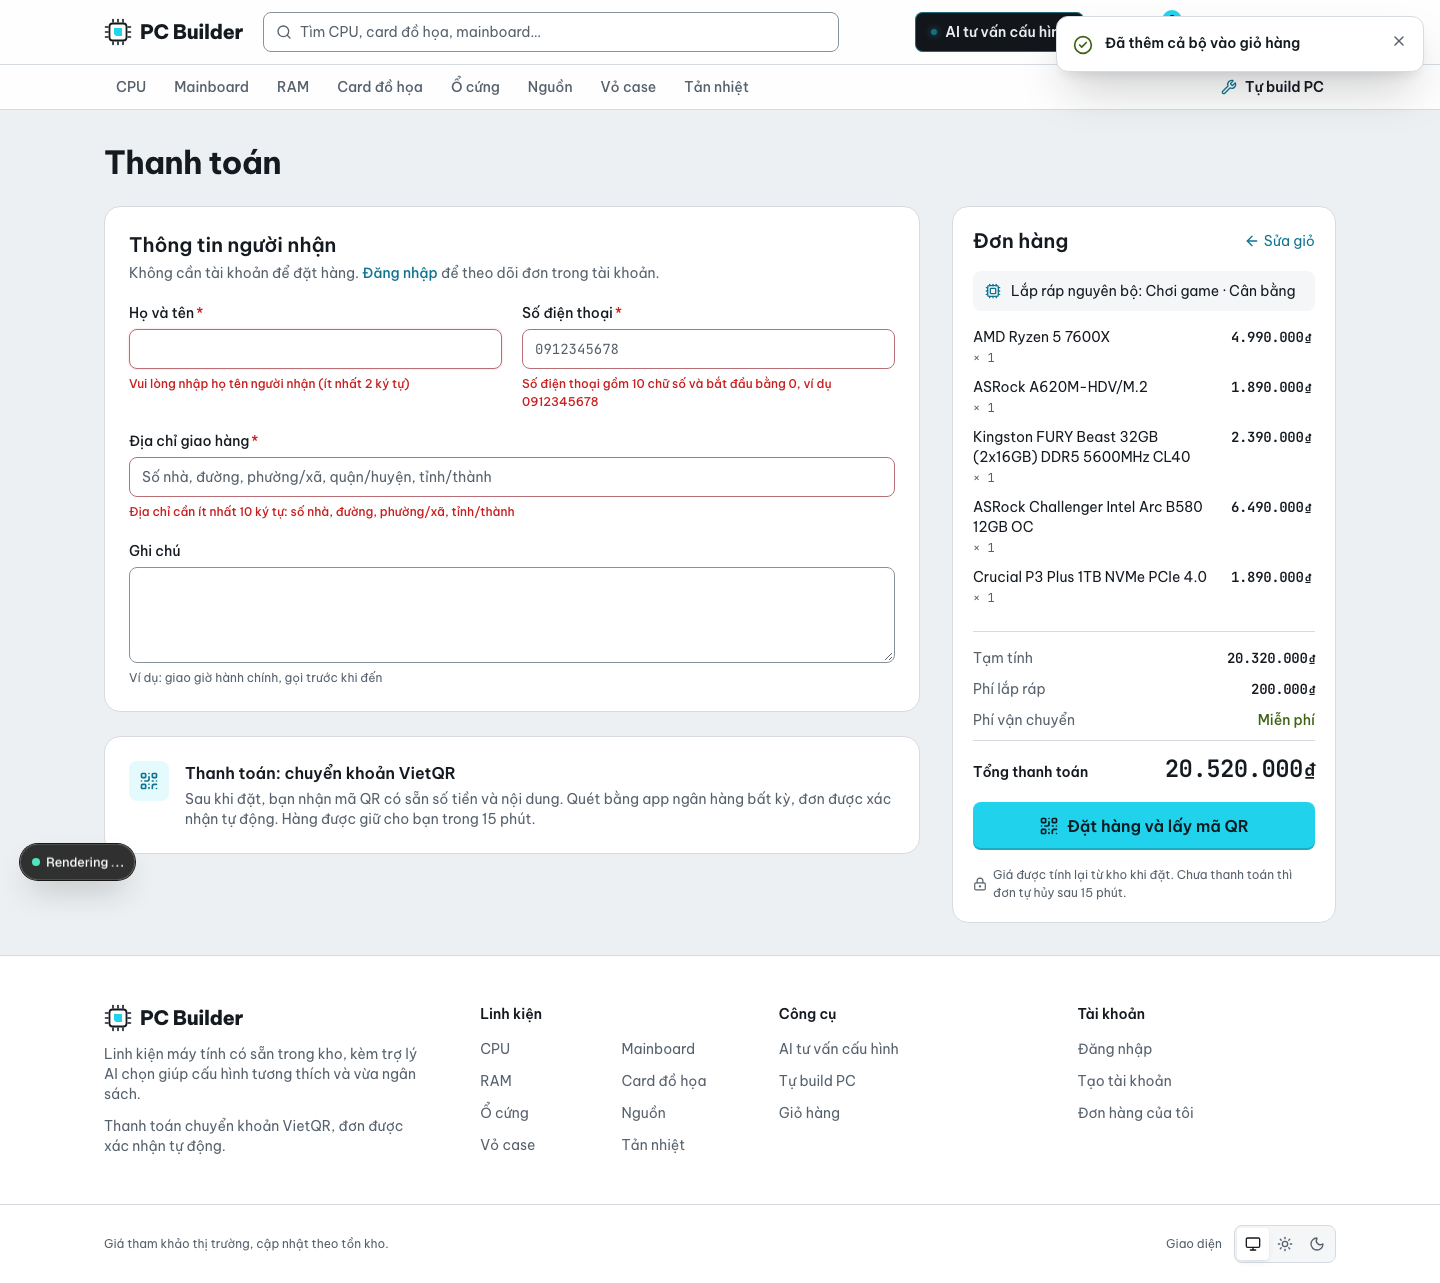 PC Builder
Tìm CPU, card đồ họa, mainboard...
AI tư vấn cấu hìn
Đã thêm cả bộ vào giỏ hàng
CPU
Mainboard
RAM
Card đồ họa
Ổ cứng
Nguồn
Vỏ case
Tản nhiệt
Tự build PC
Thanh toán
Thông tin người nhận
Không cần tài khoản để đặt hàng. Đăng nhập để theo dõi đơn trong tài khoản.
Họ và tên *
Số điện thoại *
0912345678
Vui lòng nhập họ tên người nhận (ít nhất 2 ký tự)
Số điện thoại gồm 10 chữ số và bắt đầu bằng 0, ví dụ
0912345678
Địa chỉ giao hàng *
Số nhà, đường, phường/xã, quận/huyện, tỉnh/thành
Địa chỉ cần ít nhất 10 ký tự: số nhà, đường, phường/xã, tỉnh/thành
Ghi chú
Ví dụ: giao giờ hành chính, gọi trước khi đến
Thanh toán: chuyển khoản VietQR
Sau khi đặt, bạn nhận mã QR có sẵn số tiền và nội dung. Quét bằng app ngân hàng bất kỳ, đơn được xác
nhận tự động. Hàng được giữ cho bạn trong 15 phút.
Rendering ...
Đơn hàng
Sửa giỏ
Lắp ráp nguyên bộ: Chơi game · Cân bằng
AMD Ryzen 5 7600X
4.990.000₫
× 1
ASRock A620M-HDV/M.2
1.890.000₫
× 1
Kingston FURY Beast 32GB
2.390.000₫
(2x16GB) DDR5 5600MHz CL40
× 1
ASRock Challenger Intel Arc B580
6.490.000₫
12GB OC
× 1
Crucial P3 Plus 1TB NVMe PCIe 4.0
1.890.000₫
× 1
Tạm tính
20.320.000₫
Phí lắp ráp
200.000₫
Phí vận chuyển
Miễn phí
Tổng thanh toán
20.520.000₫
Đặt hàng và lấy mã QR
Giá được tính lại từ kho khi đặt. Chưa thanh toán thì
đơn tự hủy sau 15 phút.
PC Builder
Linh kiện máy tính có sẵn trong kho, kèm trợ lý
AI chọn giúp cấu hình tương thích và vừa ngân
sách.
Thanh toán chuyển khoản VietQR, đơn được
xác nhận tự động.
Linh kiện
CPU
Mainboard
RAM
Card đồ họa
Ổ cứng
Nguồn
Vỏ case
Tản nhiệt
Công cụ
AI tư vấn cấu hình
Tự build PC
Giỏ hàng
Tài khoản
Đăng nhập
Tạo tài khoản
Đơn hàng của tôi
Giá tham khảo thị trường, cập nhật theo tồn kho.
Giao diện